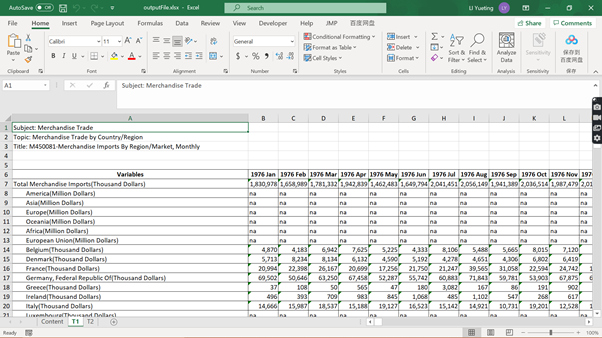 AutoSave Off outputFile.xls - Excel Search LI Yueting LY
File Home Insert Page Layout Formulas Data Review View Developer Help JMP 百度网盘 Share Comments
Paste Calibri 11 General Conditional Formatting Insert
Format as Table Delete Sort & Find & Analyze Sensitivity 保存到
Cell Styles Format Filter Select Data 百度网盘
Clipboard Font Alignment Number Styles Cells Editing Analysis Sensitivity 保存
A1 fx Subject: Merchandise Trade
A B C D E F G H I J K L
1 Subject: Merchandise Trade
2 Topic: Merchandise Trade by Country/Region
3 Title: M450081-Merchandise Imports By Region/Market, Monthly
4
5
6 Variables 1976 Jan 1976 Feb 1976 Mar 1976 Apr 1976 May 1976 Jun 1976 Jul 1976 Aug 1976 Sep 1976 Oct 1976 Nov 1976
7 Total Merchandise Imports(Thousand Dollars) 1,830,978 1,658,989 1,781,332 1,942,839 1,462,483 1,649,794 2,041,451 2,056,149 1,941,389 2,036,514 1,987,479
8 America(Million Dollars) na na na na na na na na na na na na
9 Asia(Million Dollars) na na na na na na na na na na na na
10 Europe(Million Dollars) na na na na na na na na na na na na
11 Oceania(Million Dollars) na na na na na na na na na na na na
12 Africa(Million Dollars) na na na na na na na na na na na na
13 European Union(Million Dollars) na na na na na na na na na na na na
14 Belgium(Thousand Dollars) 4,870 4,183 6,942 7,625 5,225 4,333 8,106 5,488 5,665 8,015 7,120
15 Denmark(Thousand Dollars) 5,713 8,234 8,134 6,132 4,590 5,192 4,278 4,651 4,306 6,802 6,419
16 France(Thousand Dollars) 20,994 22,398 26,167 20,699 17,256 21,750 21,247 39,565 31,058 22,594 24,742
17 Germany, Federal Republic Of(Thousand Dollars) 69,502 50,646 63,250 67,458 52,287 55,742 60,883 71,843 59,781 53,903 67,875
18 Greece(Thousand Dollars) 37 108 50 565 47 180 3,082 167 86 191 902
19 Ireland(Thousand Dollars) 496 393 709 983 845 1,068 485 1,102 547 268 617
20 Italy(Thousand Dollars) 14,666 15,987 18,537 15,188 19,127 16,523 15,142 14,921 10,731 19,201 12,528
21 Luxembourg(Thousand Dollars) na na na na na na na na na na na
Content T1 T2
Ready 100%